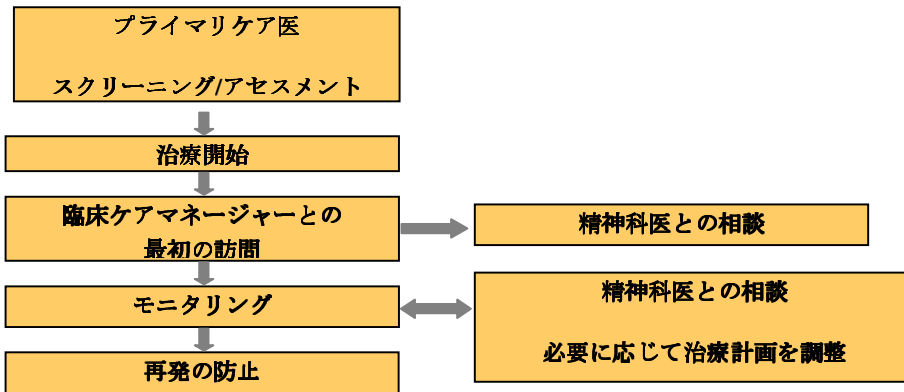 プライマリケア医
スクリーニング/アセスメント
治療開始
臨床ケアマネージャーとの
最初の訪問
精神科医との相談
モニタリング
精神科医との相談
必要に応じて治療計画を調整
再発の防止